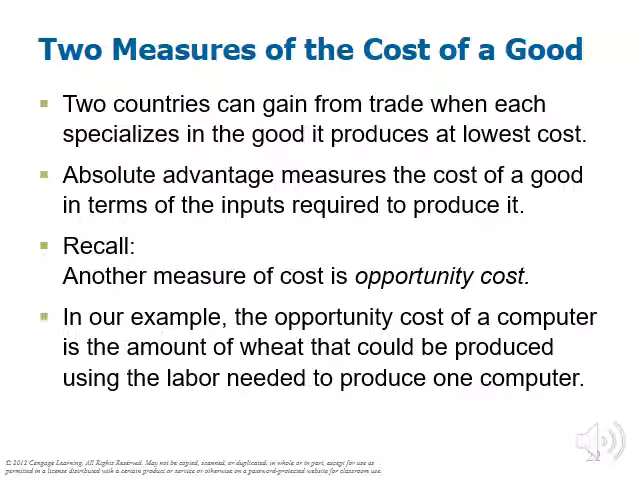 Two Measures of the Cost of a Good
Two countries can gain from trade when each
specializes in the good it produces at lowest cost.
Absolute advantage measures the cost of a good
in terms of the inputs required to produce it.
Recall:
Another measure of cost is opportunity cost.
In our example, the opportunity cost of a computer
is the amount of wheat that could be produced
using the labor needed to produce one computer.
© 2012 Cengage Learning. All Rights Reserved. May not be copied, scanned, or duplicated, in whole or in part, except for use as
permitted in a license distributed with a certain product or service or otherwise on a password-protected website for classroom use.
22